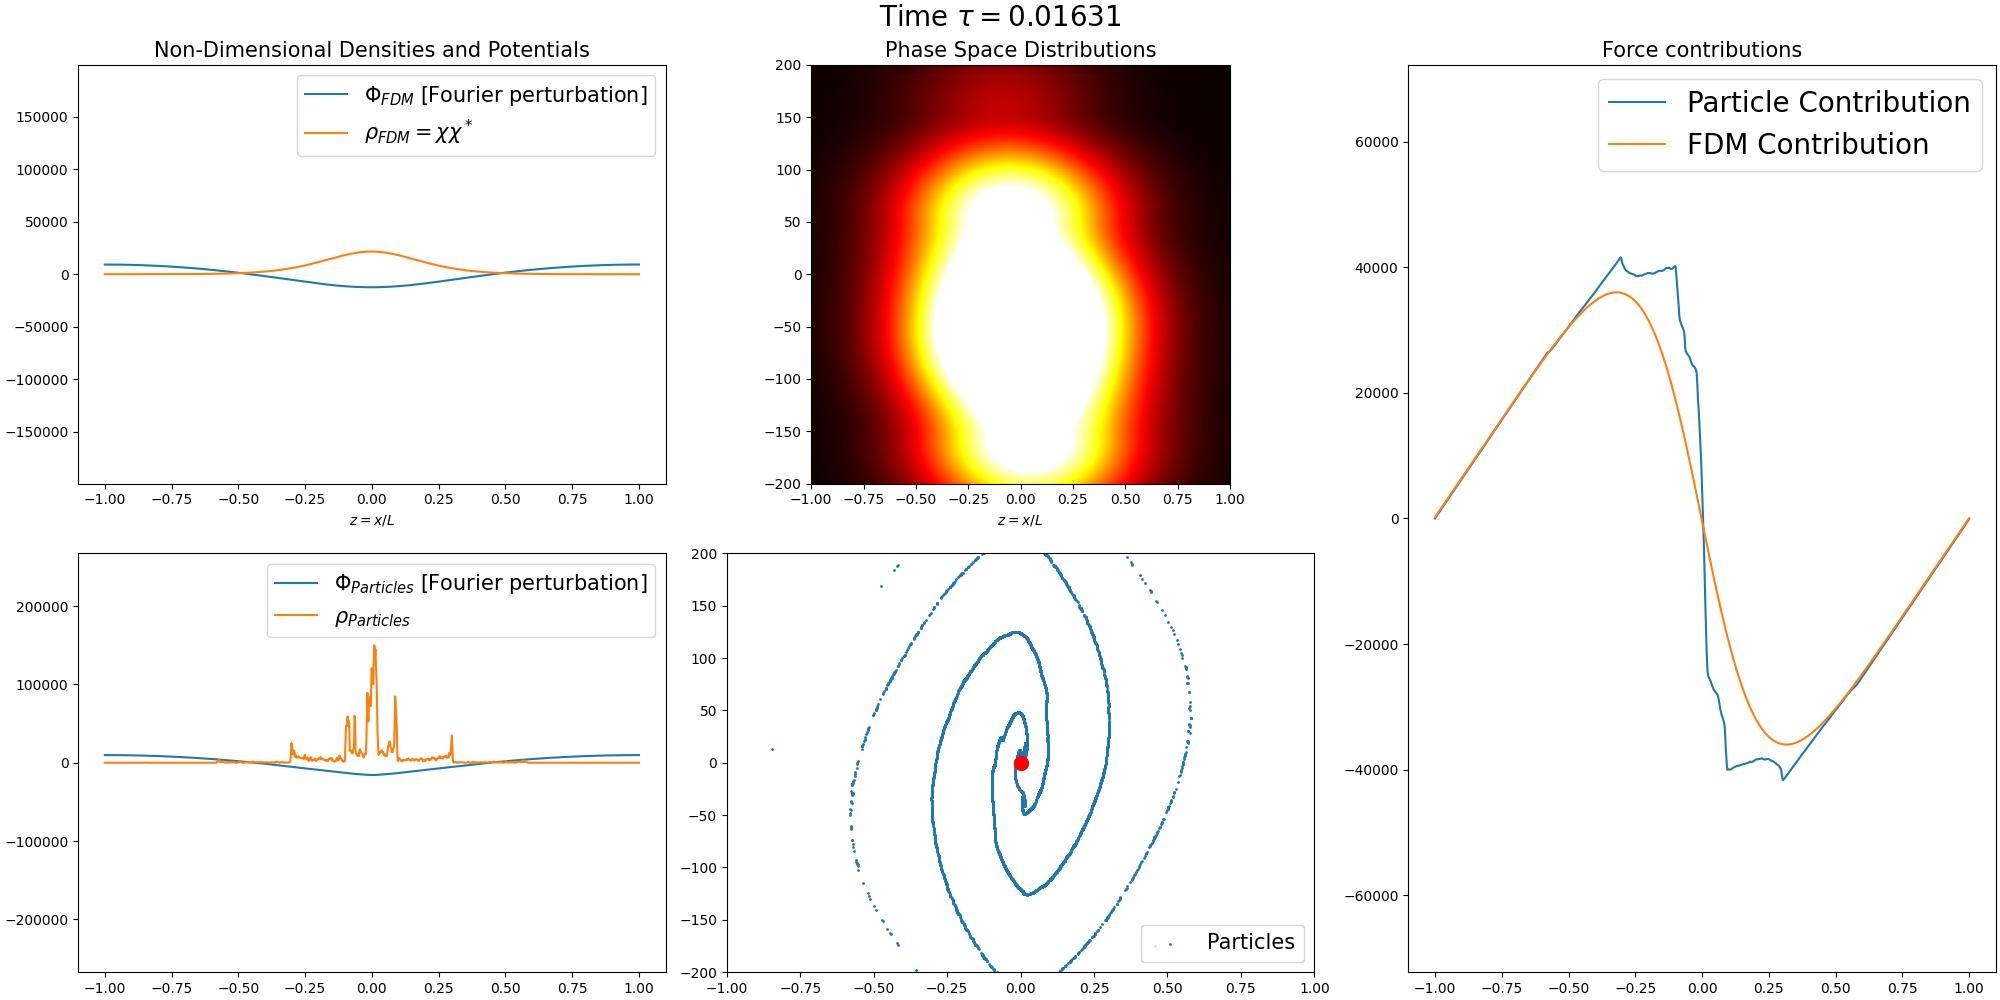 Time τ = 0.01631
Non-Dimensional Densities and Potentials
Φ_FDM [Fourier perturbation]
ρ_FDM = χχ*
150000
100000
50000
0
−50000
−100000
−150000
−1.00 −0.75 −0.50 −0.25 0.00 0.25 0.50 0.75 1.00
z = x/L
Phase Space Distributions
200
150
100
50
0
−50
−100
−150
−200
−1.00 −0.75 −0.50 −0.25 0.00 0.25 0.50 0.75 1.00
z = x/L
Force contributions
Particle Contribution
FDM Contribution
60000
40000
20000
0
−20000
−40000
−60000
−1.00 −0.75 −0.50 −0.25 0.00 0.25 0.50 0.75 1.00
Φ_Particles [Fourier perturbation]
ρ_Particles
200000
100000
0
−100000
−200000
−1.00 −0.75 −0.50 −0.25 0.00 0.25 0.50 0.75 1.00
200
150
100
50
0
−50
−100
−150
−200
Particles
−1.00 −0.75 −0.50 −0.25 0.00 0.25 0.50 0.75 1.00